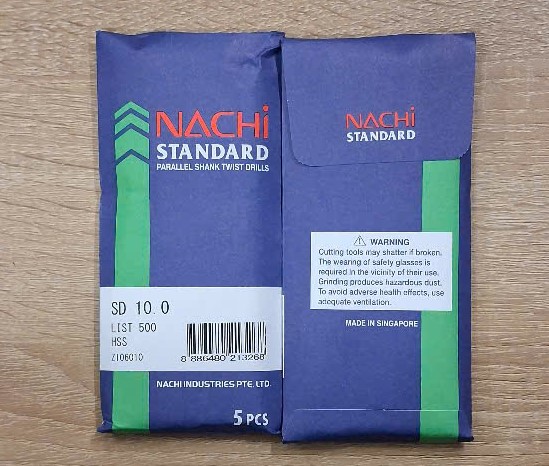 NACHi
STANDARD
PARALLEL SHANK TWIST DRILLS
SD 10.0
LIST 500
HSS
Z106010
8 886480 213268
NACHI INDUSTRIES PTE. LTD.
5 PCS
NACHi
STANDARD
WARNING
Cutting tools may shatter if broken.
The wearing of safety glasses is
required in the vicinity of their use.
Grinding produces hazardous dust.
To avoid adverse health effects, use
adequate ventilation.
MADE IN SINGAPORE